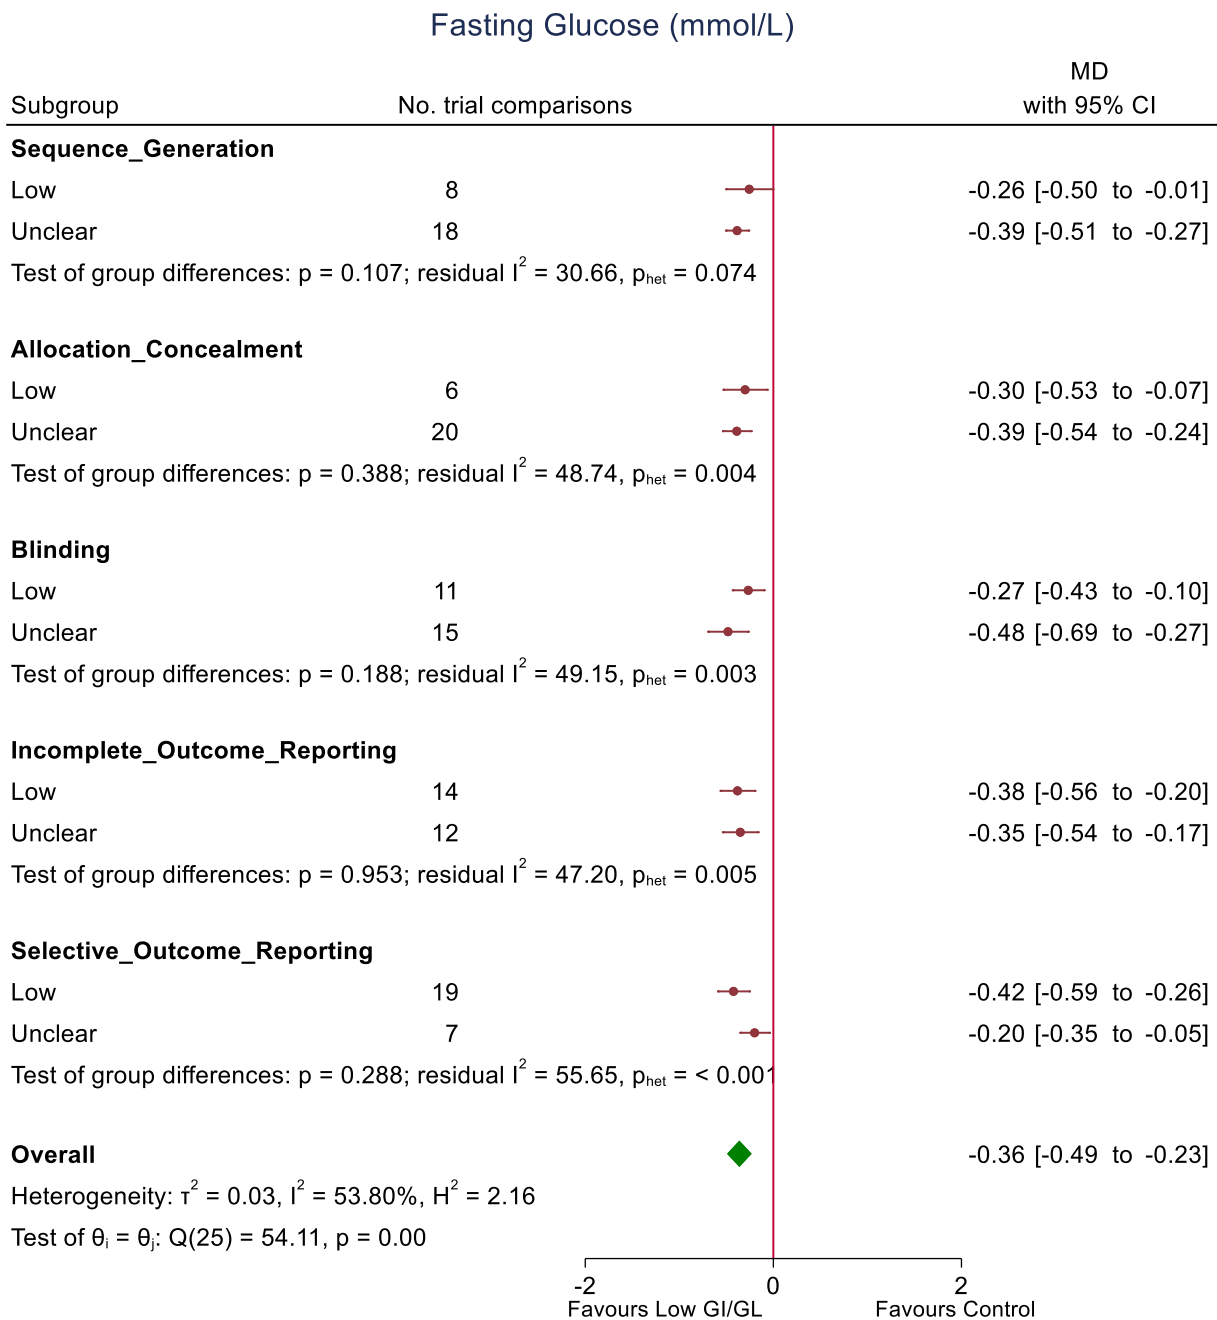 Fasting Glucose (mmol/L)
MD
Subgroup No. trial comparisons with 95% CI
Sequence_Generation
Low 8 -0.26 [-0.50 to -0.01]
Unclear 18 -0.39 [-0.51 to -0.27]
Test of group differences: p = 0.107; residual I² = 30.66, pₕₑₜ = 0.074
Allocation_Concealment
Low 6 -0.30 [-0.53 to -0.07]
Unclear 20 -0.39 [-0.54 to -0.24]
Test of group differences: p = 0.388; residual I² = 48.74, pₕₑₜ = 0.004
Blinding
Low 11 -0.27 [-0.43 to -0.10]
Unclear 15 -0.48 [-0.69 to -0.27]
Test of group differences: p = 0.188; residual I² = 49.15, pₕₑₜ = 0.003
Incomplete_Outcome_Reporting
Low 14 -0.38 [-0.56 to -0.20]
Unclear 12 -0.35 [-0.54 to -0.17]
Test of group differences: p = 0.953; residual I² = 47.20, pₕₑₜ = 0.005
Selective_Outcome_Reporting
Low 19 -0.42 [-0.59 to -0.26]
Unclear 7 -0.20 [-0.35 to -0.05]
Test of group differences: p = 0.288; residual I² = 55.65, pₕₑₜ = < 0.001
Overall -0.36 [-0.49 to -0.23]
Heterogeneity: τ² = 0.03, I² = 53.80%, H² = 2.16
Test of θᵢ = θⱼ: Q(25) = 54.11, p = 0.00
-2 0 2
Favours Low GI/GL Favours Control